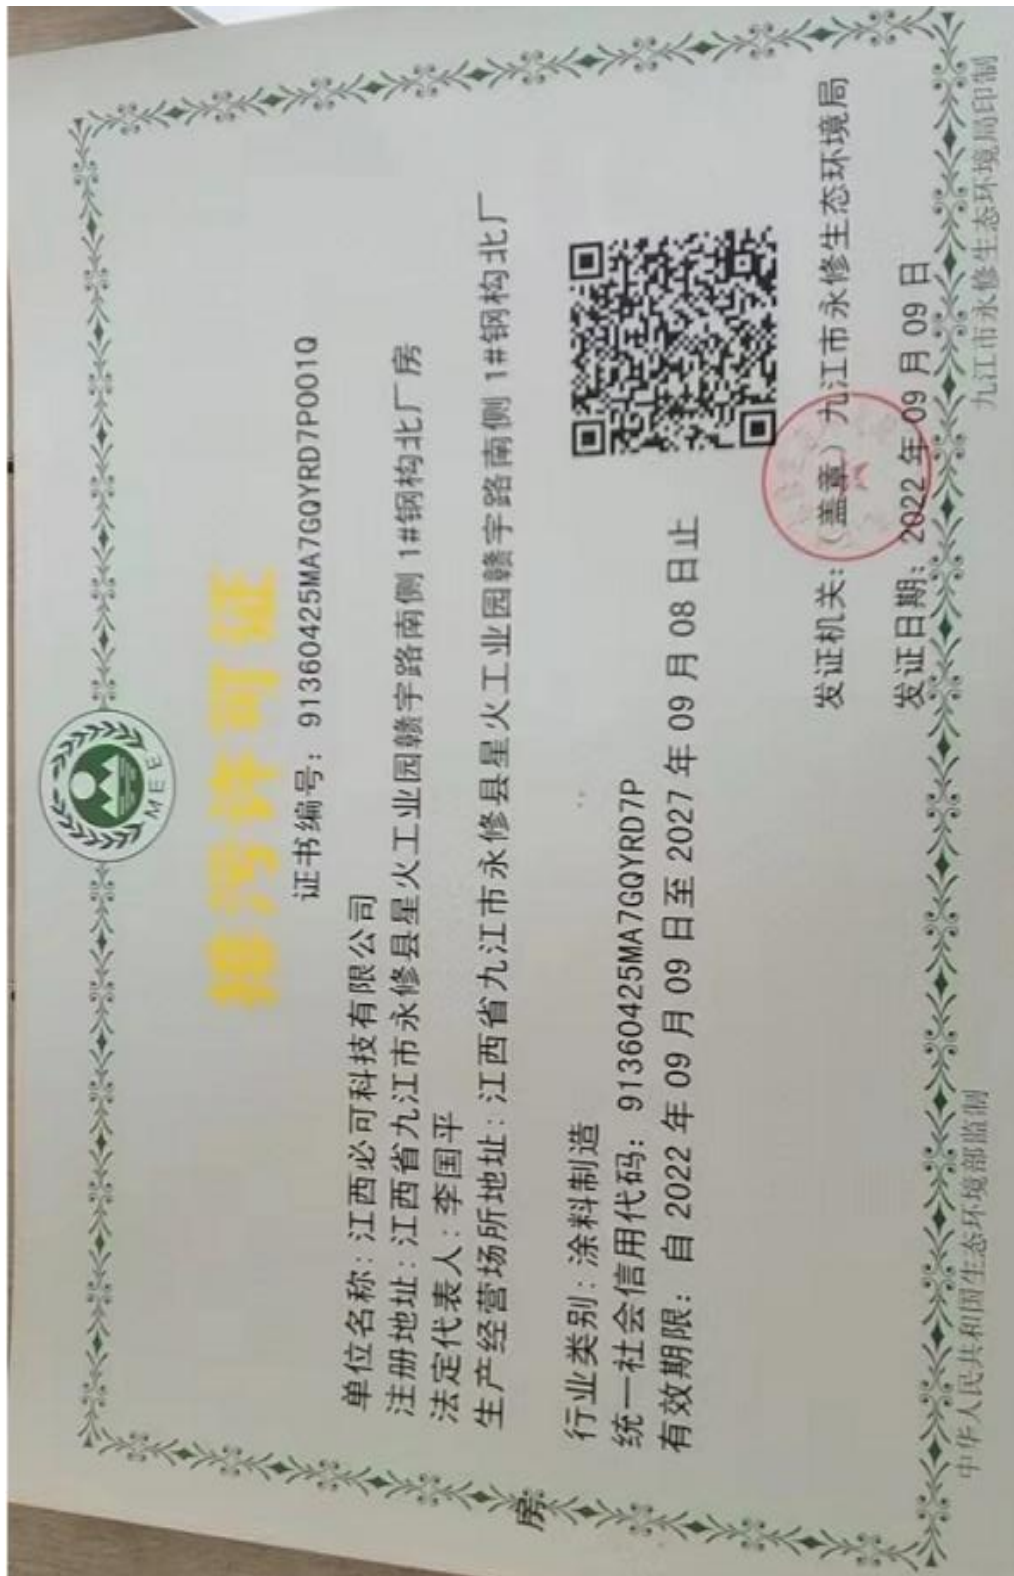 MEE
排污许可证
证书编号：91360425MA7GQYRD7P001Q
单位名称：江西必可科技有限公司
注册地址：江西省九江市永修县星火工业园赣宇路南侧 1#钢构北厂房
法定代表人：李国平
生产经营场所地址：江西省九江市永修县星火工业园赣宇路南侧 1#钢构北厂
房
行业类别：涂料制造
统一社会信用代码：91360425MA7GQYRD7P
有效期限：自 2022 年 09 月 09 日至 2027 年 09 月 08 日止
发证机关：（盖章）九江市永修生态环境局
发证日期：2022 年 09 月 09 日
中华人民共和国生态环境部监制
九江市永修生态环境局印制